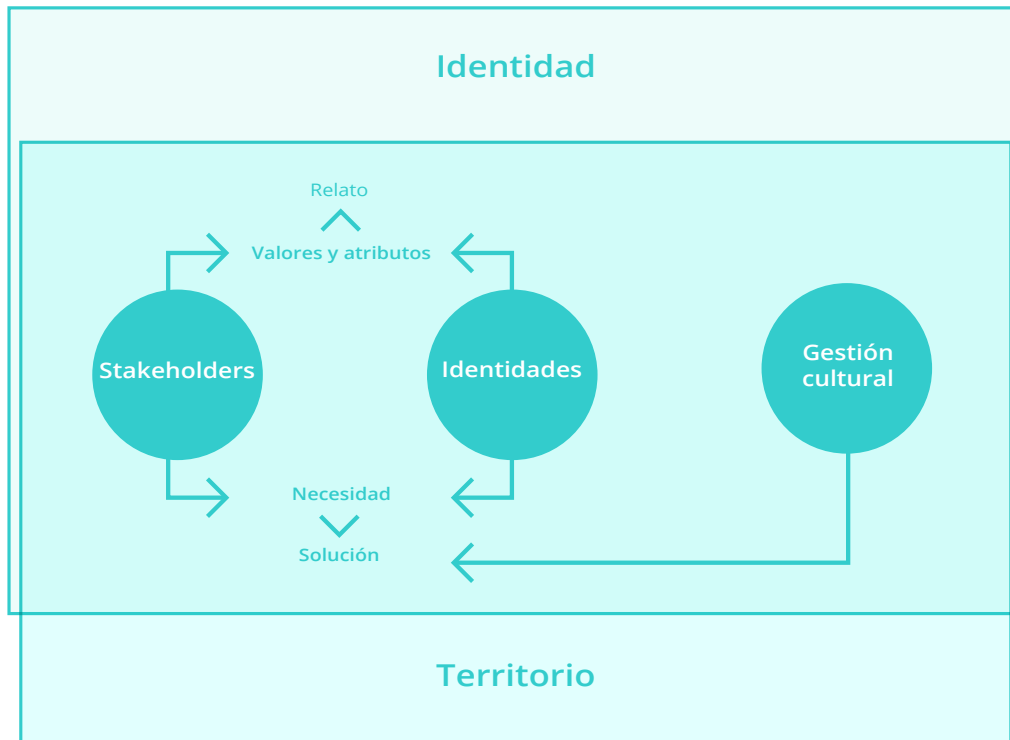 Identidad
Relato
Valores y atributos
Stakeholders
Identidades
Gestión
cultural
Necesidad
Solución
Territorio